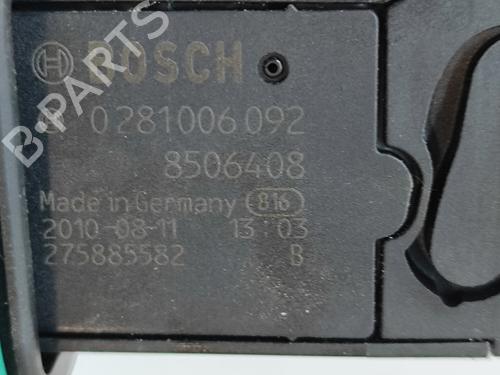 BOSCH
0 281 006 092
8506408
Made in Germany 816
2010-08-11 13:03
275885582 B
B-PARTS